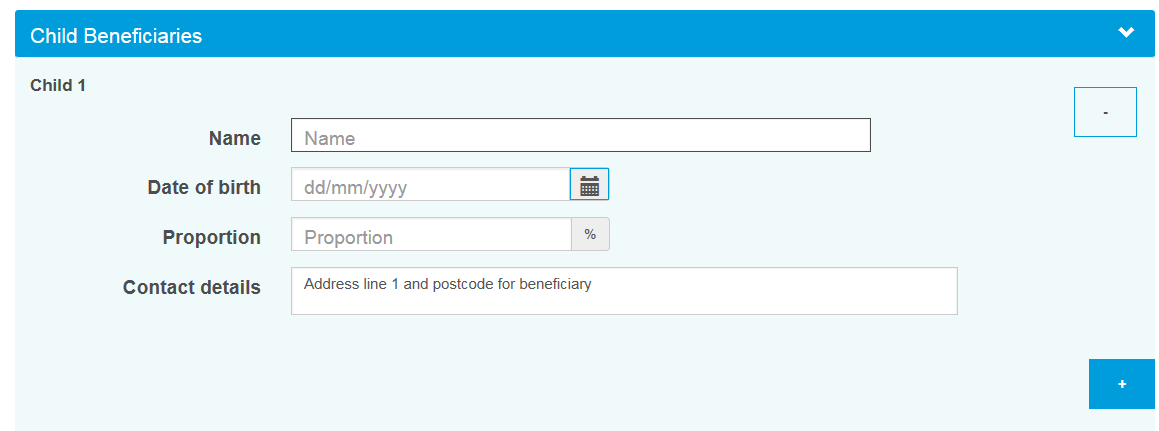 Child Beneficiaries
Child 1
-
Name Name
Date of birth dd/mm/yyyy
Proportion Proportion %
Contact details Address line 1 and postcode for beneficiary
+